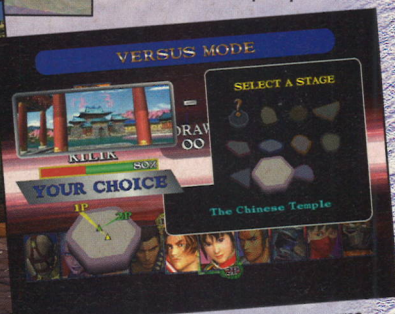 VERSUS MODE
SELECT A STAGE
DRAW
00
KILIK
80%
YOUR CHOICE
1P
2P
The Chinese Temple